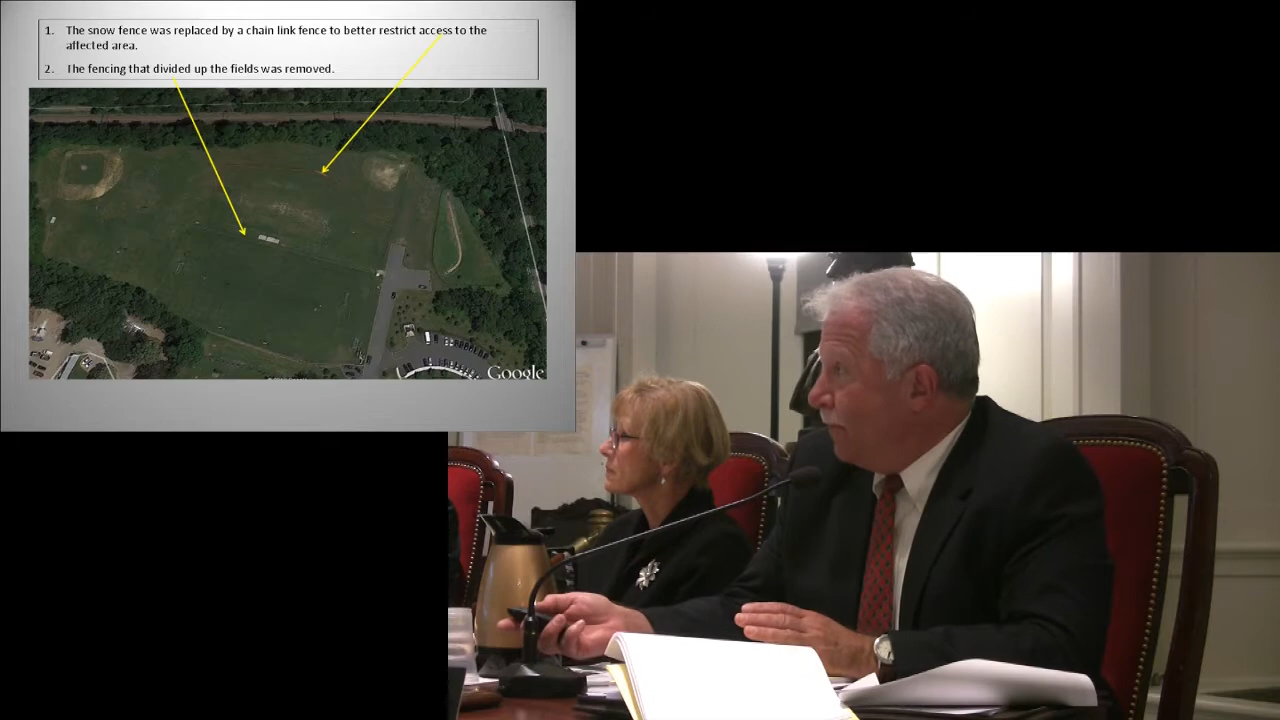 1. The snow fence was replaced by a chain link fence to better restrict access to the
affected area.
2. The fencing that divided up the fields was removed.
Google